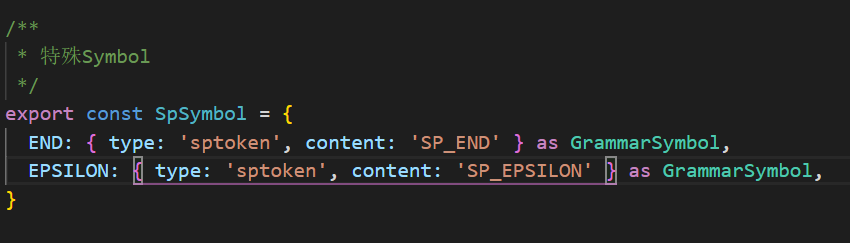 /**
 * 特殊Symbol
 */
export const SpSymbol = {
  END: { type: 'sptoken', content: 'SP_END' } as GrammarSymbol,
  EPSILON: { type: 'sptoken', content: 'SP_EPSILON' } as GrammarSymbol,
}